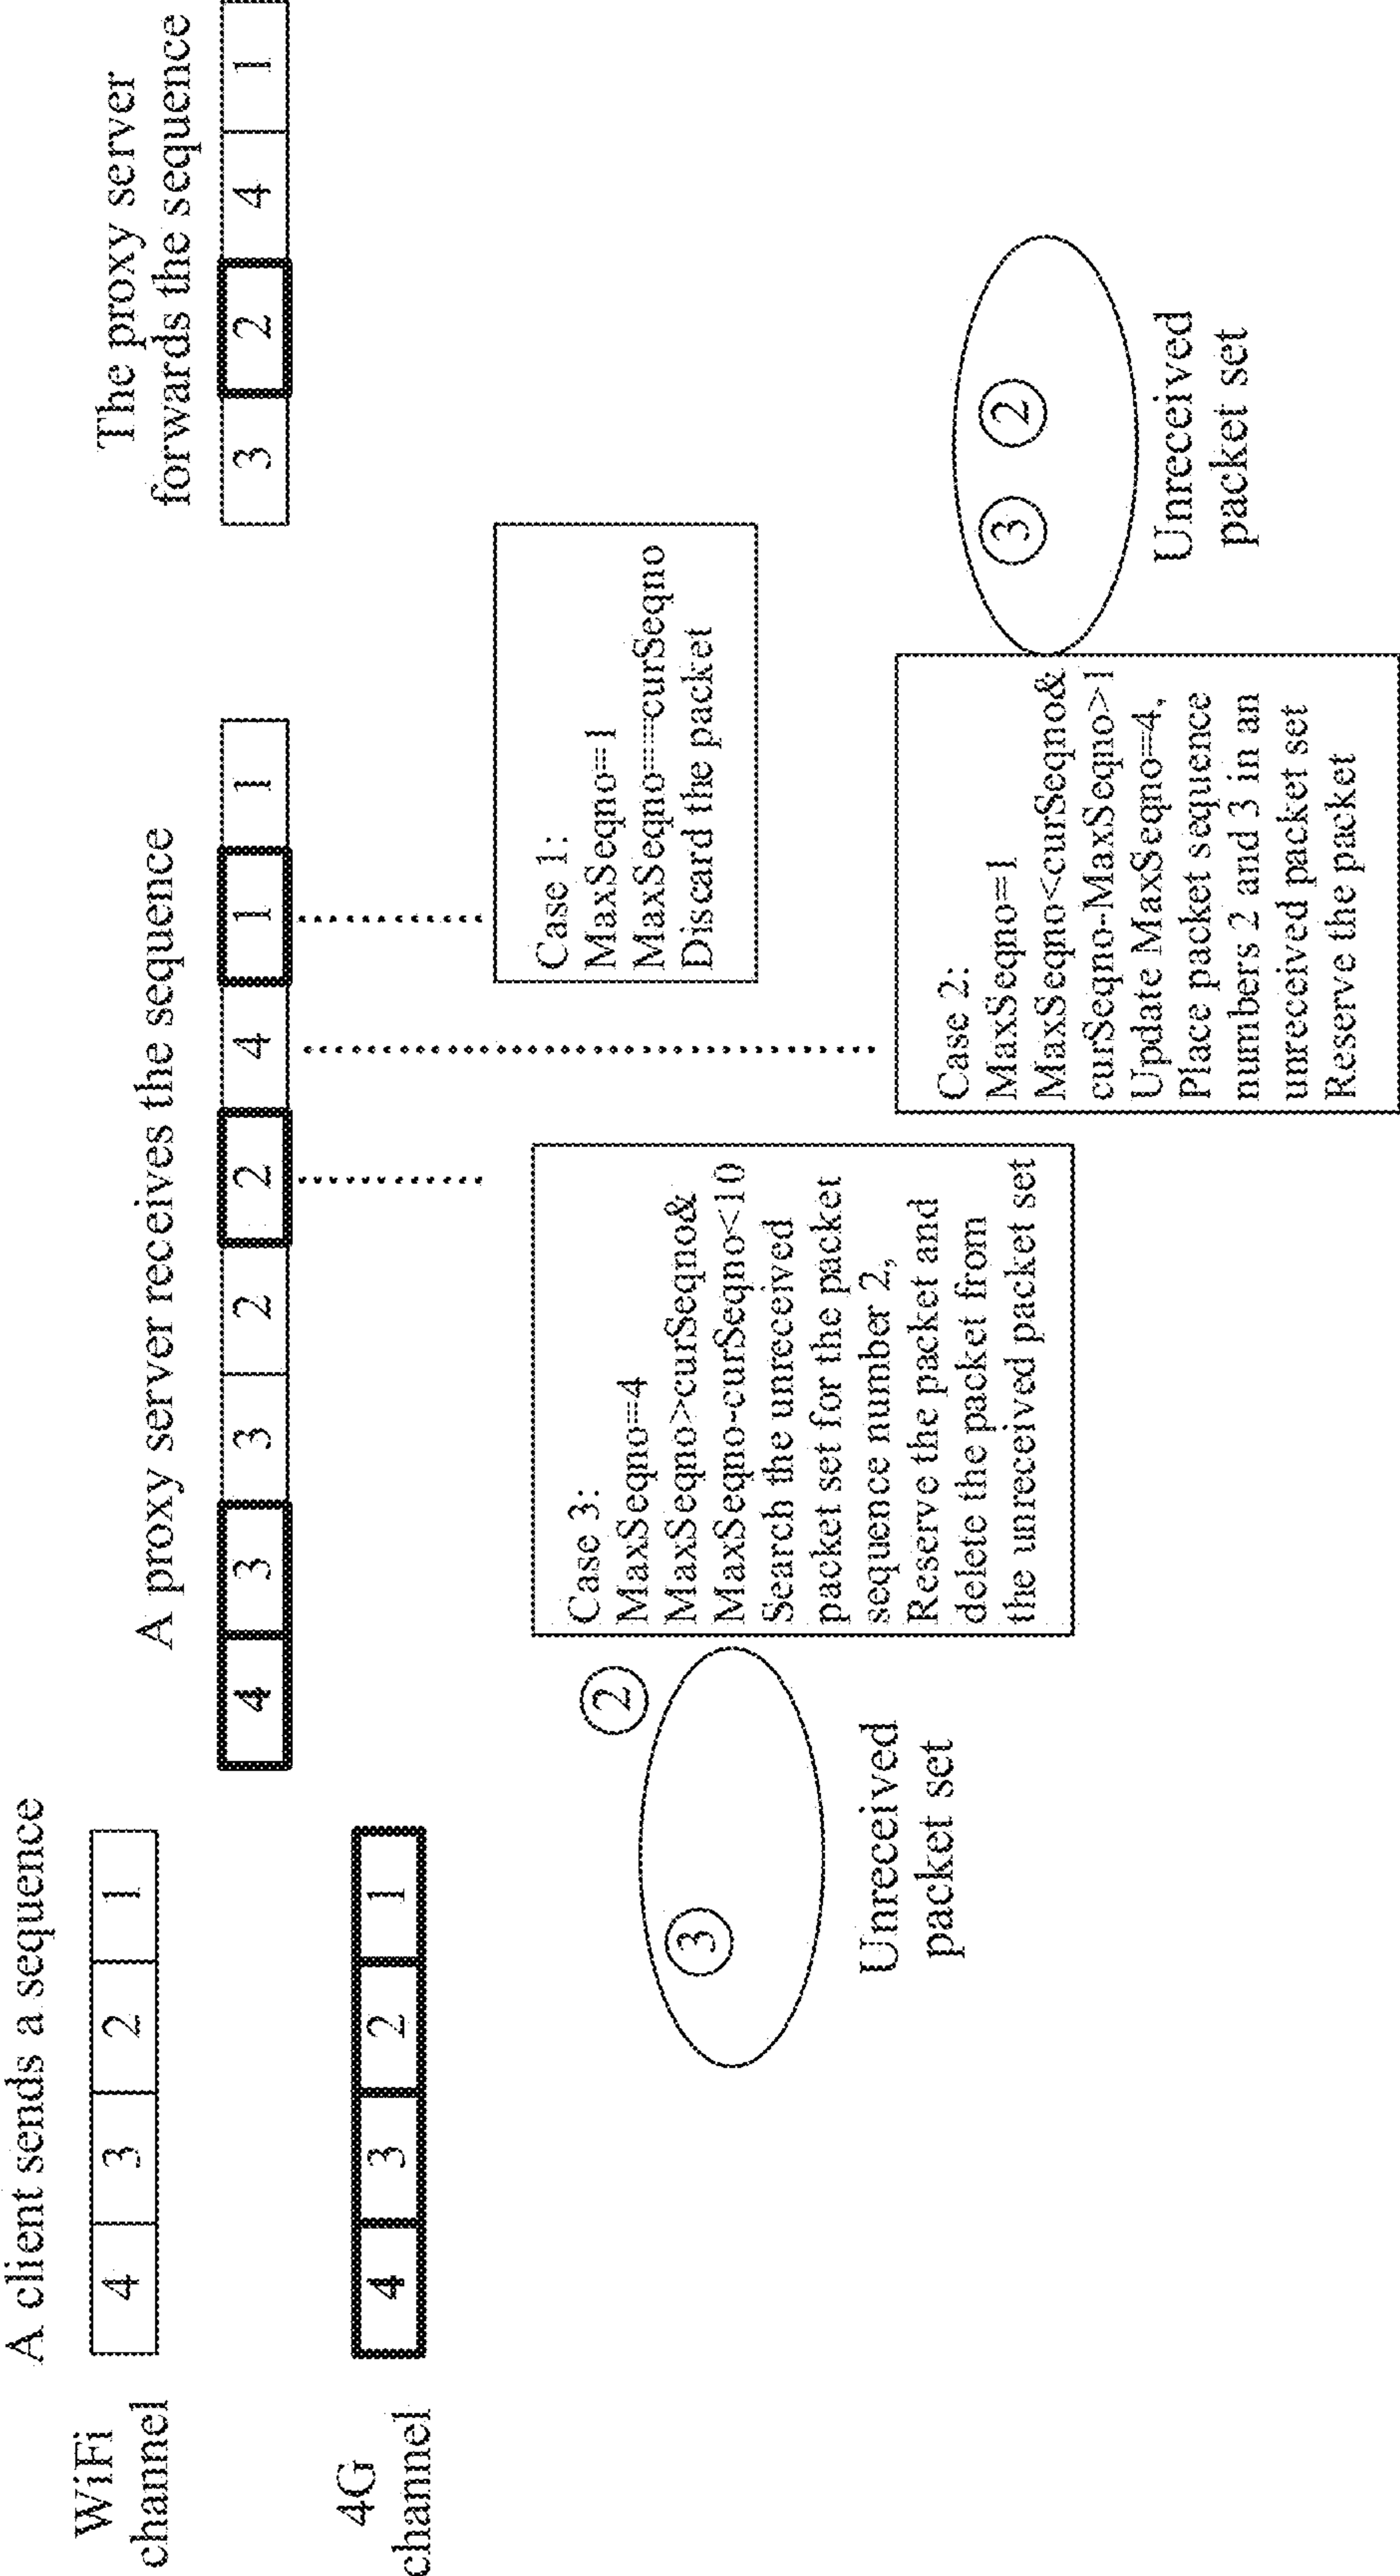 A client sends a sequence
WiFi
channel
4 3 2 1
4G
channel
4 3 2 1
A proxy server receives the sequence
4 3 3 2 2 4 1 1
The proxy server
forwards the sequence
3 2 4 1
Case 3:
MaxSeqno=4
MaxSeqno>curSeqno&
MaxSeqno-curSeqno<10
Search the unreceived
packet set for the packet
sequence number 2,
Reserve the packet and
delete the packet from
the unreceived packet set
2
3
Unreceived
packet set
Case 1:
MaxSeqno=1
MaxSeqno==curSeqno
Discard the packet
Case 2:
MaxSeqno=1
MaxSeqno<curSeqno&
curSeqno-MaxSeqno>1
Update MaxSeqno=4,
Place packet sequence
numbers 2 and 3 in an
unreceived packet set
Reserve the packet
3 2
Unreceived
packet set